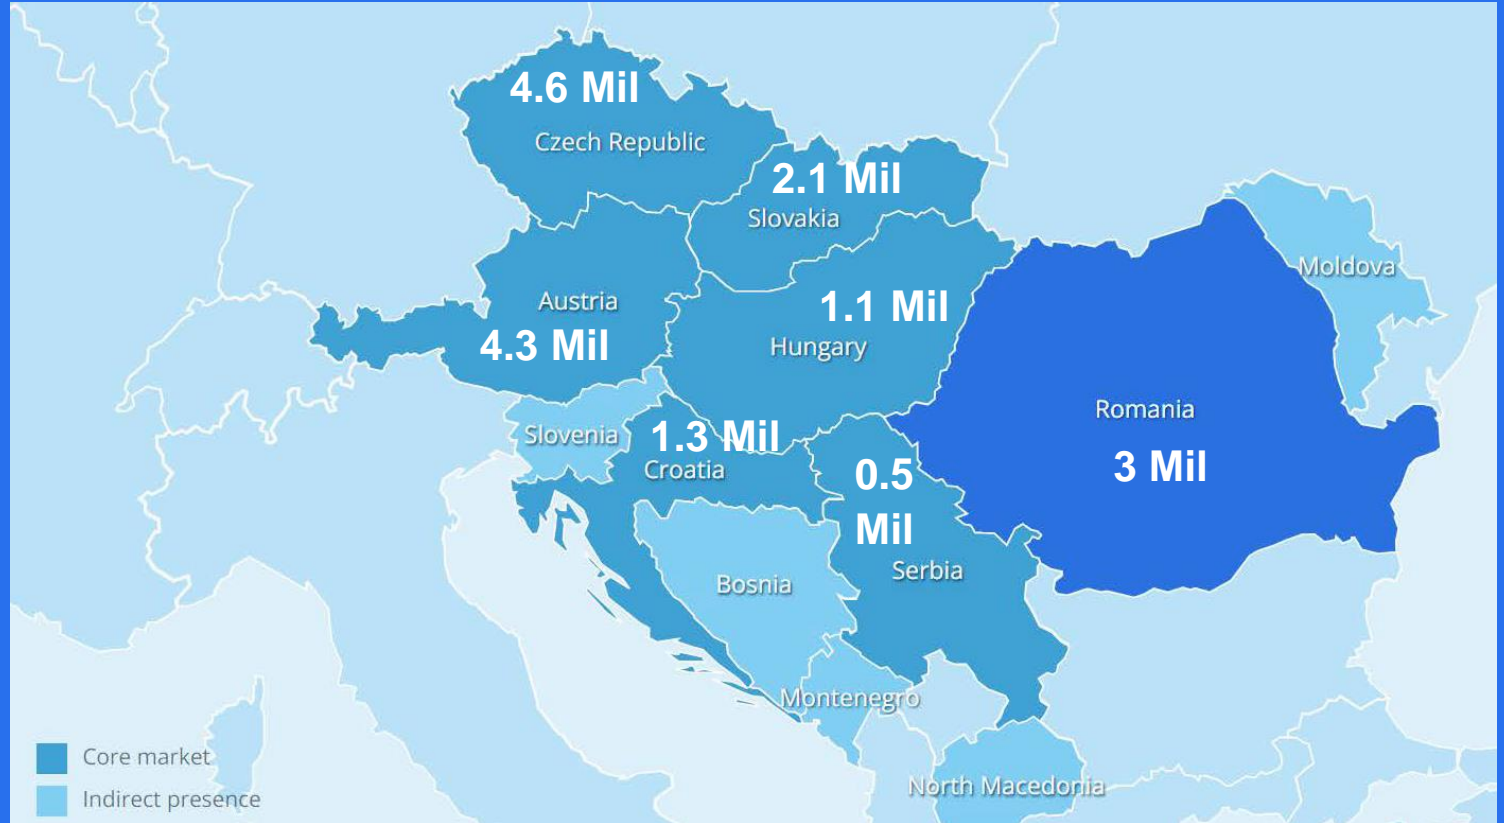 4.6 Mil
Czech Republic
2.1 Mil
Slovakia
Moldova
Austria
4.3 Mil
1.1 Mil
Hungary
Romania
3 Mil
Slovenia
1.3 Mil
Croatia
0.5
Mil
Serbia
Bosnia
Montenegro
North Macedonia
Core market
Indirect presence